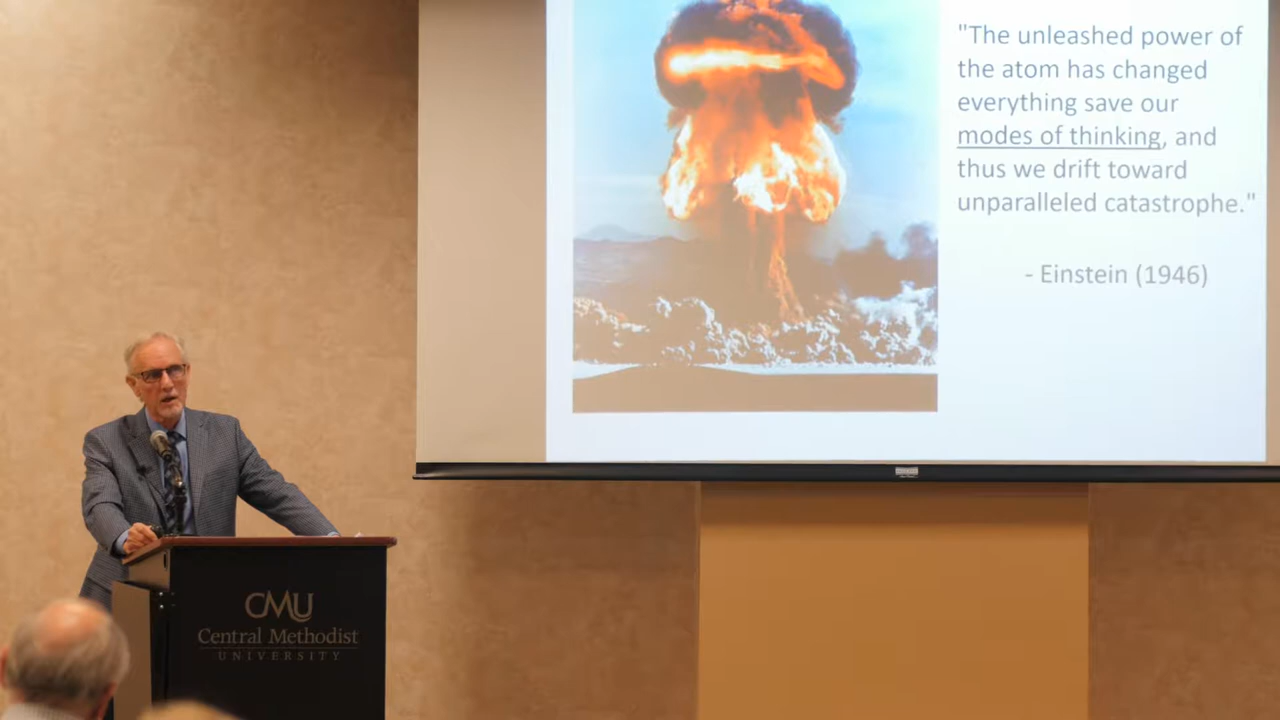 "The unleashed power of
the atom has changed
everything save our
modes of thinking, and
thus we drift toward
unparalleled catastrophe."
- Einstein (1946)
CMU
Central Methodist
UNIVERSITY